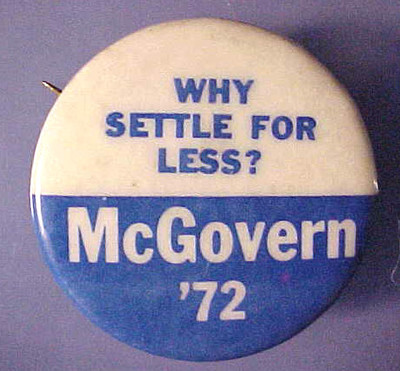 WHY
SETTLE FOR
LESS?
McGovern
'72